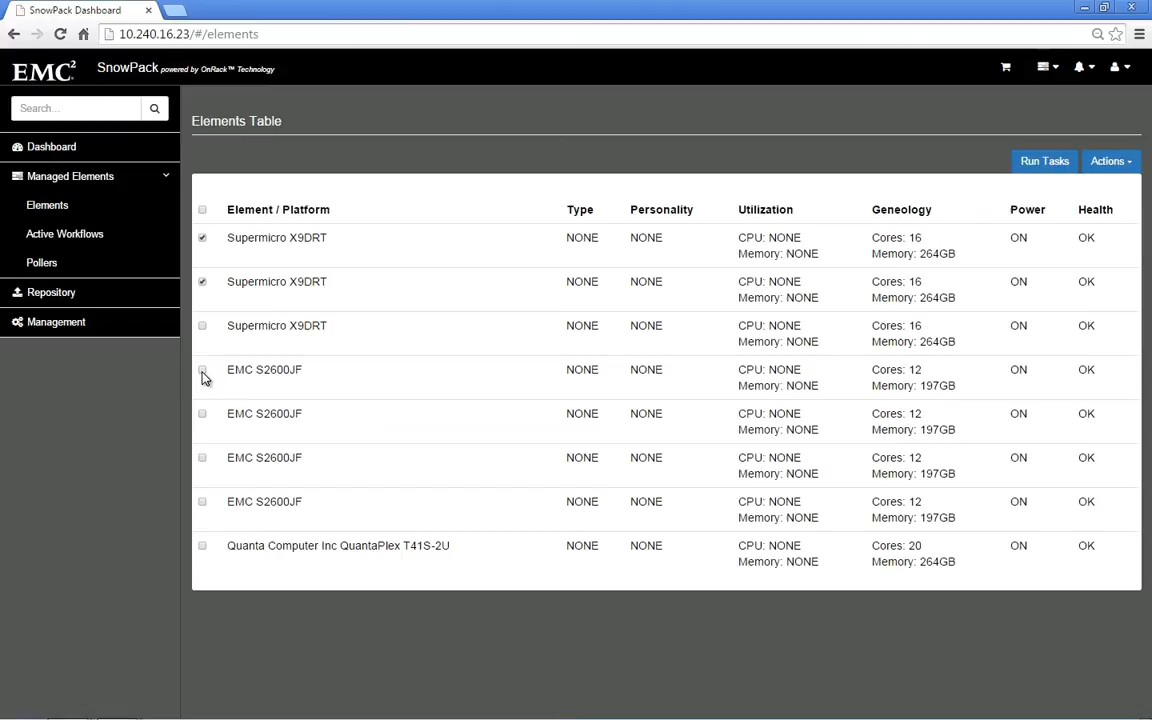 SnowPack Dashboard
10.240.16.23/#/elements
EMC² SnowPack powered by OnRack™ Technology
Search...
Dashboard
Managed Elements
Elements
Active Workflows
Pollers
Repository
Management
Elements Table
Run Tasks Actions
Element / Platform Type Personality Utilization Geneology Power Health
Supermicro X9DRT NONE NONE CPU: NONE Cores: 16 ON OK
Memory: NONE Memory: 264GB
Supermicro X9DRT NONE NONE CPU: NONE Cores: 16 ON OK
Memory: NONE Memory: 264GB
Supermicro X9DRT NONE NONE CPU: NONE Cores: 16 ON OK
Memory: NONE Memory: 264GB
EMC S2600JF NONE NONE CPU: NONE Cores: 12 ON OK
Memory: NONE Memory: 197GB
EMC S2600JF NONE NONE CPU: NONE Cores: 12 ON OK
Memory: NONE Memory: 197GB
EMC S2600JF NONE NONE CPU: NONE Cores: 12 ON OK
Memory: NONE Memory: 197GB
EMC S2600JF NONE NONE CPU: NONE Cores: 12 ON OK
Memory: NONE Memory: 197GB
Quanta Computer Inc QuantaPlex T41S-2U NONE NONE CPU: NONE Cores: 20 ON OK
Memory: NONE Memory: 264GB